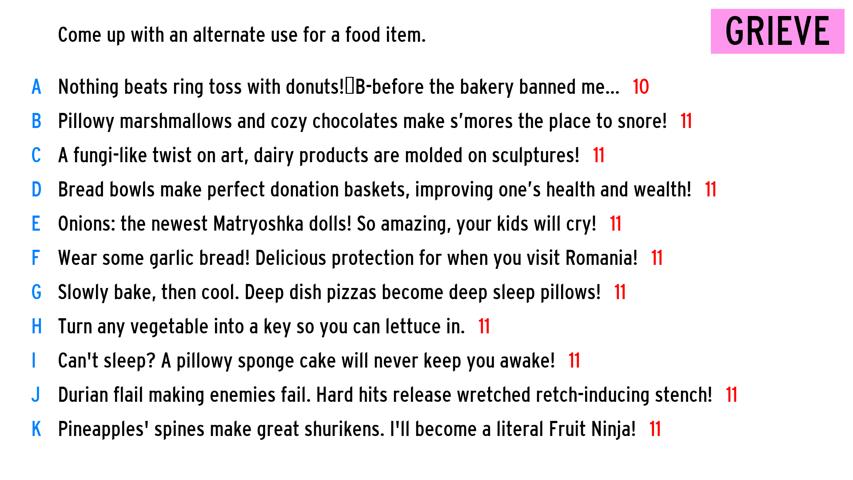 Come up with an alternate use for a food item.
GRIEVE
A Nothing beats ring toss with donuts!▯B-before the bakery banned me... 10
B Pillowy marshmallows and cozy chocolates make s’mores the place to snore! 11
C A fungi-like twist on art, dairy products are molded on sculptures! 11
D Bread bowls make perfect donation baskets, improving one’s health and wealth! 11
E Onions: the newest Matryoshka dolls! So amazing, your kids will cry! 11
F Wear some garlic bread! Delicious protection for when you visit Romania! 11
G Slowly bake, then cool. Deep dish pizzas become deep sleep pillows! 11
H Turn any vegetable into a key so you can lettuce in. 11
I Can't sleep? A pillowy sponge cake will never keep you awake! 11
J Durian flail making enemies fail. Hard hits release wretched retch-inducing stench! 11
K Pineapples' spines make great shurikens. I'll become a literal Fruit Ninja! 11